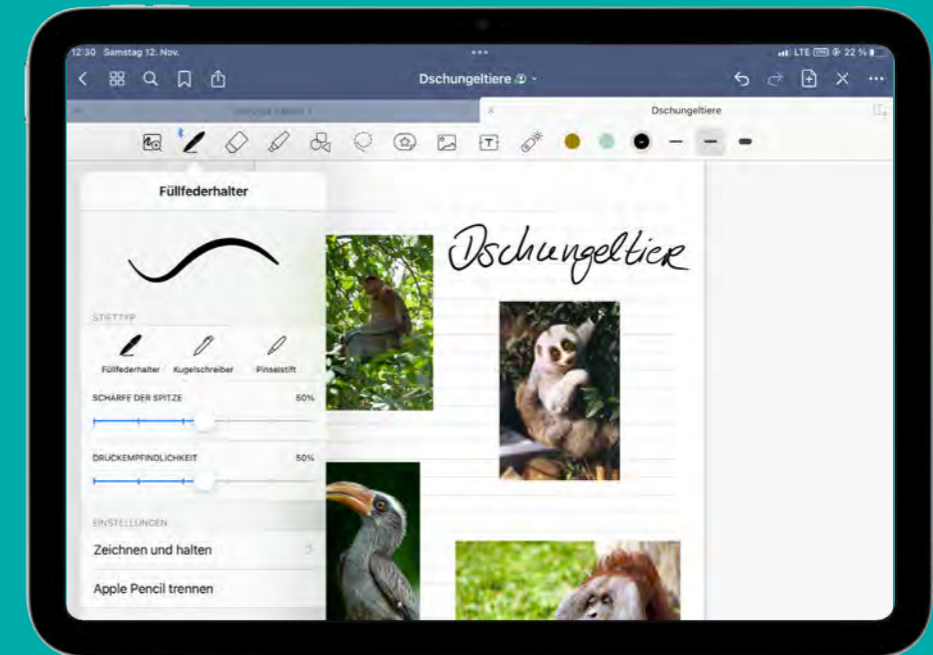 12:30 Samstag 12. Nov.
LTE VPN 22 %
Dschungeltiere
Dschungeltiere
Füllfederhalter
Dschungeltier
STIFTTYP
Füllfederhalter Kugelschreiber Pinselstift
SCHÄRFE DER SPITZE 50%
DRUCKEMPFINDLICHKEIT 50%
EINSTELLUNGEN
Zeichnen und halten
Apple Pencil trennen